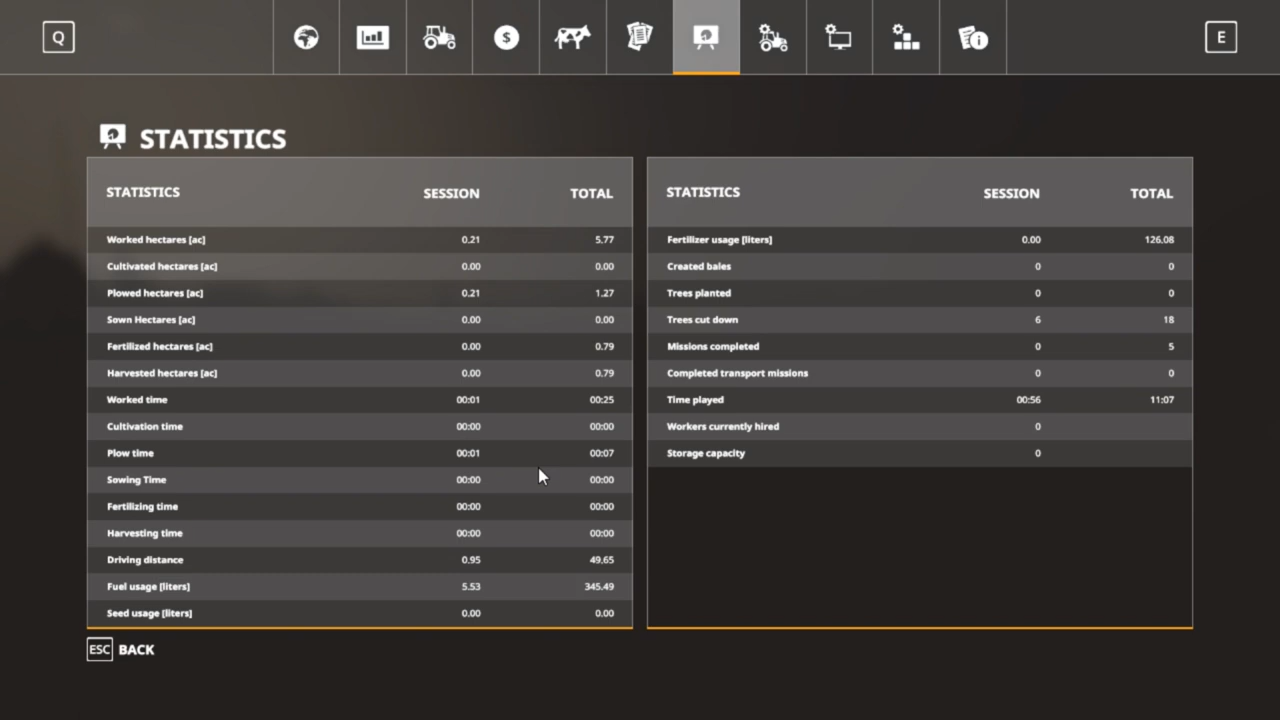 Q
E
STATISTICS
STATISTICS SESSION TOTAL
Worked hectares [ac] 0.21 5.77
Cultivated hectares [ac] 0.00 0.00
Plowed hectares [ac] 0.21 1.27
Sown Hectares [ac] 0.00 0.00
Fertilized hectares [ac] 0.00 0.79
Harvested hectares [ac] 0.00 0.79
Worked time 00:01 00:25
Cultivation time 00:00 00:00
Plow time 00:01 00:07
Sowing Time 00:00 00:00
Fertilizing time 00:00 00:00
Harvesting time 00:00 00:00
Driving distance 0.95 49.65
Fuel usage [liters] 5.53 345.49
Seed usage [liters] 0.00 0.00
STATISTICS SESSION TOTAL
Fertilizer usage [liters] 0.00 126.08
Created bales 0 0
Trees planted 0 0
Trees cut down 6 18
Missions completed 0 5
Completed transport missions 0 0
Time played 00:56 11:07
Workers currently hired 0
Storage capacity 0
ESC BACK